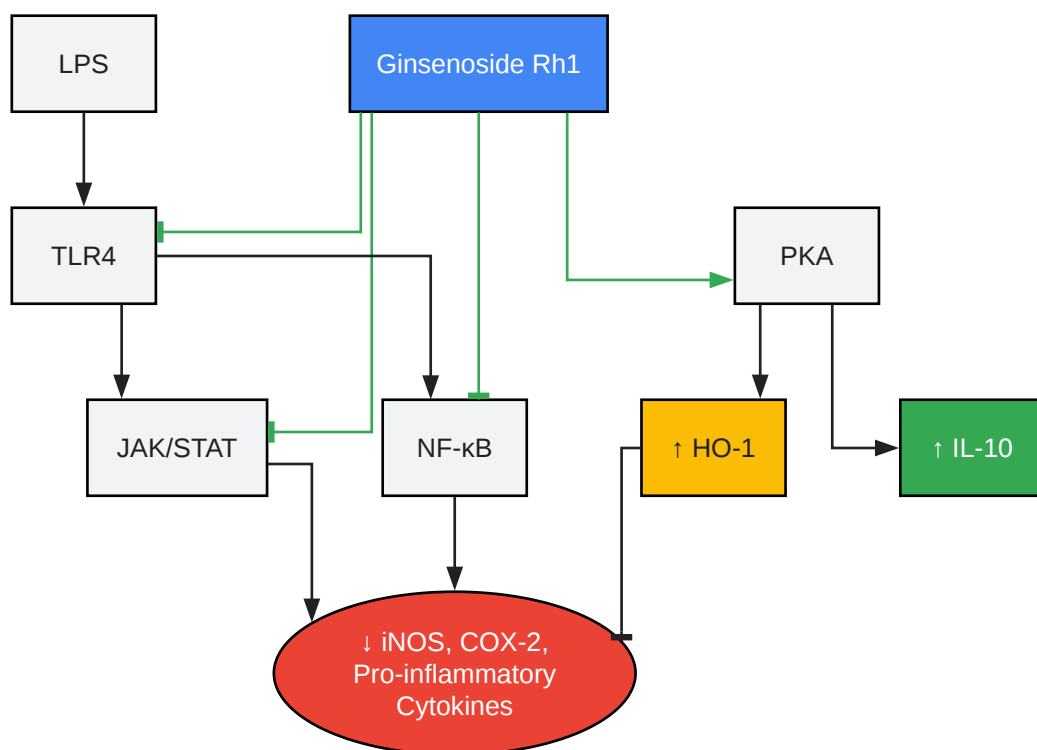 LPS
Ginsenoside Rh1
TLR4
PKA
JAK/STAT
NF-κB
↑ HO-1
↑ IL-10
↓ iNOS, COX-2,
Pro-inflammatory
Cytokines